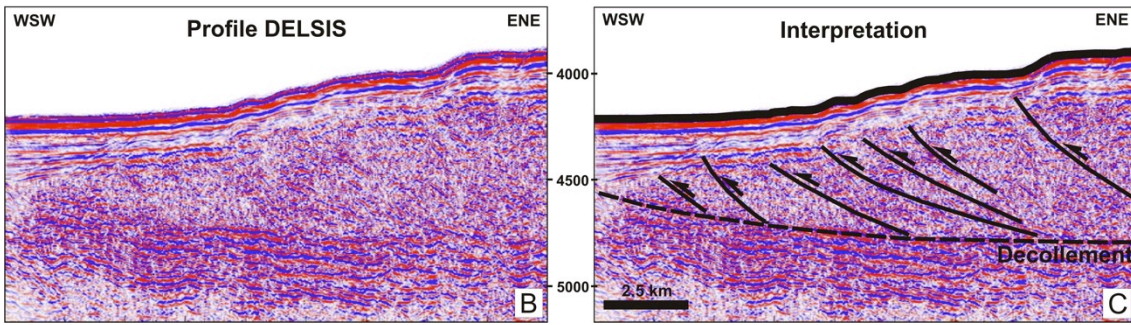 WSW
Profile DELSIS
ENE
B
4000
4500
5000
WSW
Interpretation
ENE
Decollement
2.5 km
C